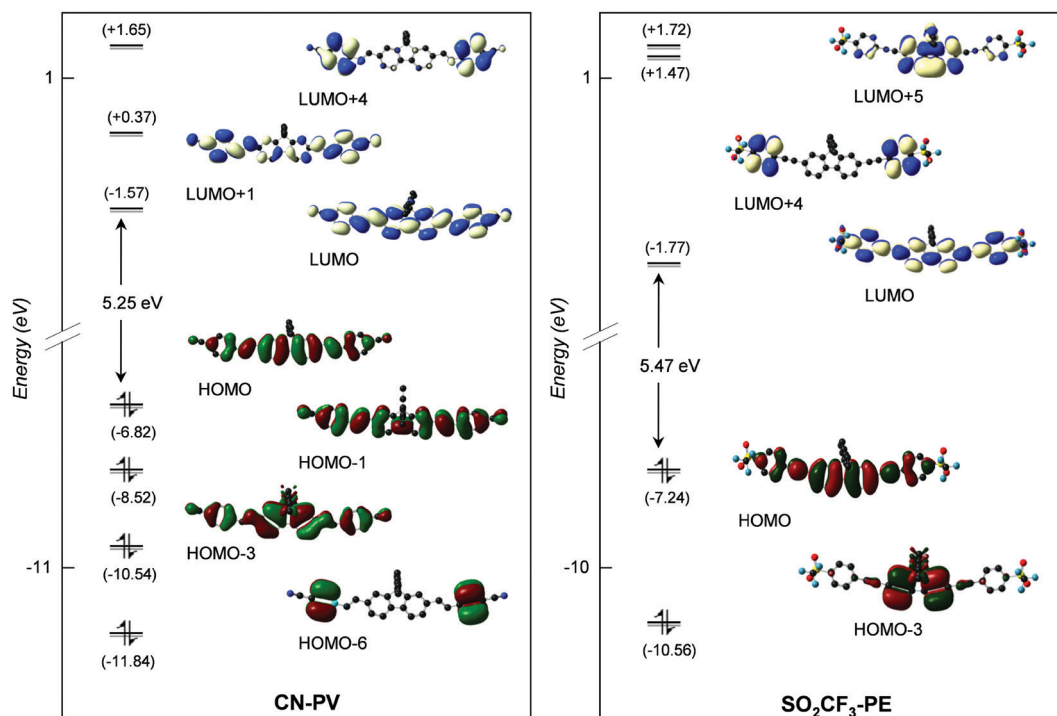 Energy (eV)
1
-11
(+1.65)
LUMO+4
(+0.37)
LUMO+1
(-1.57)
LUMO
5.25 eV
HOMO
(-6.82)
HOMO-1
(-8.52)
HOMO-3
(-10.54)
HOMO-6
(-11.84)
CN-PV
Energy (eV)
1
-10
(+1.72)
(+1.47)
LUMO+5
LUMO+4
(-1.77)
LUMO
5.47 eV
HOMO
(-7.24)
HOMO-3
(-10.56)
SO₂CF₃-PE